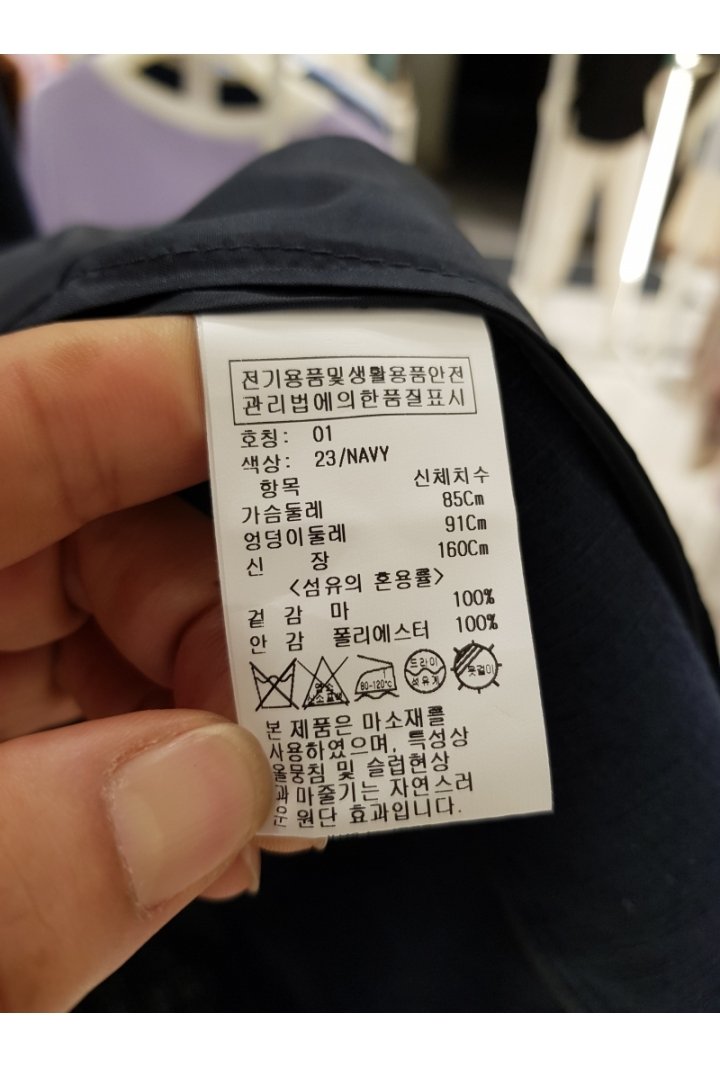 전기용품및생활용품안전
관리법에의한품질표시
호칭: 01
색상: 23/NAVY
항목 신체치수
가슴둘레 85Cm
엉덩이둘레 91Cm
신 장 160Cm
<섬유의 혼용률>
겉 감 마 100%
안 감 폴리에스터 100%
80-120℃ 드라이 옷걸이
석유계
본 제품은 마소재를
사용하였으며, 특성상
올뭉침 및 슬럽현상
과 마줄기는 자연스러
운 원단 효과입니다.